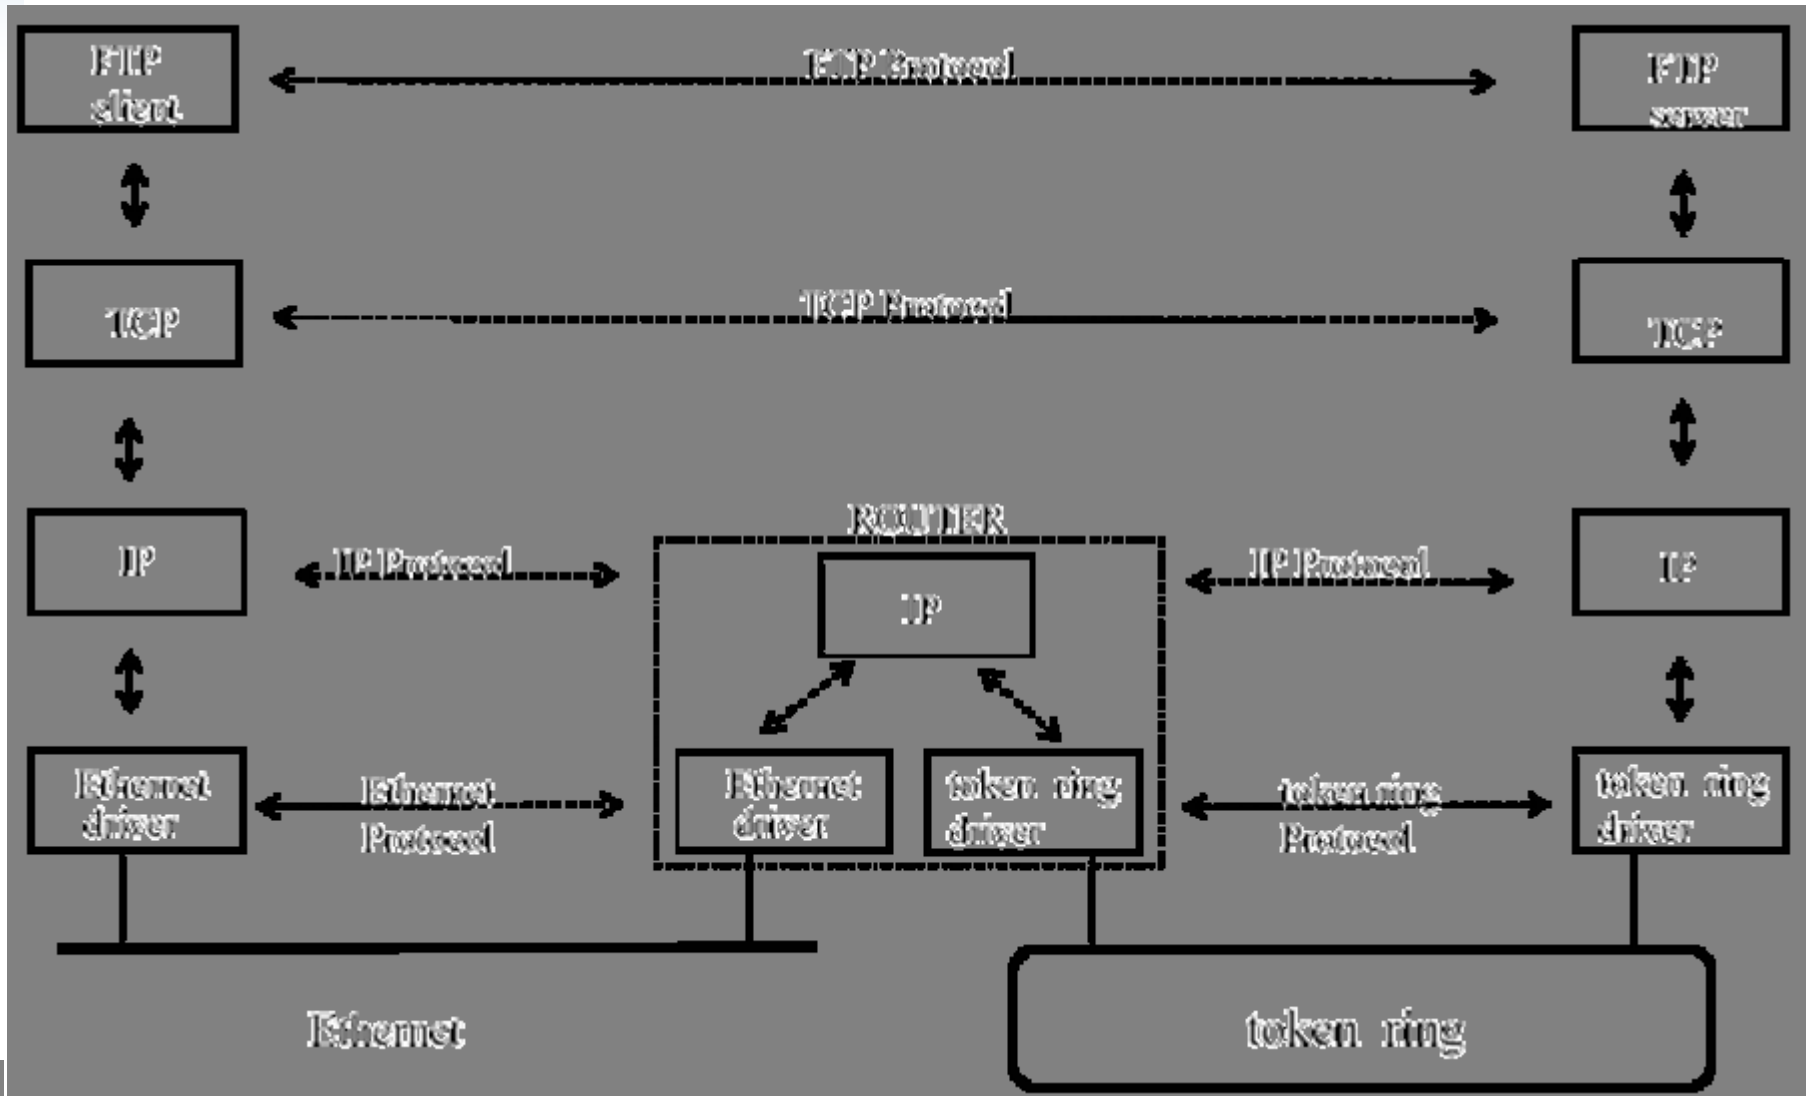 FTP
client
FTP Protocol
FTP
server
TCP
TCP Protocol
TCP
IP
IP Protocol
ROUTER
IP
IP Protocol
IP
Ethernet
driver
Ethernet
Protocol
Ethernet
driver
token ring
driver
token ring
Protocol
token ring
driver
Ethernet
token ring